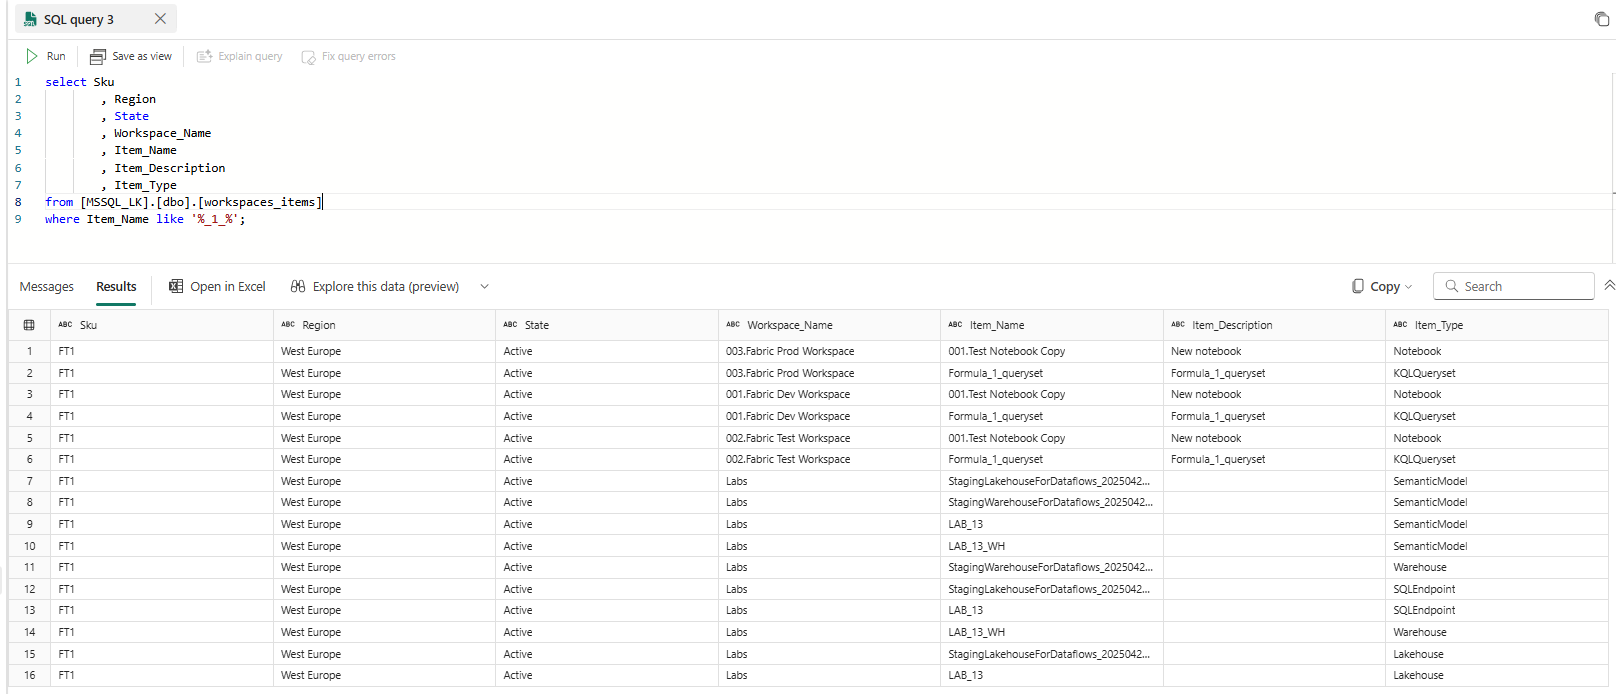 SQL query 3
Run Save as view Explain query Fix query errors
1 select Sku
2 , Region
3 , State
4 , Workspace_Name
5 , Item_Name
6 , Item_Description
7 , Item_Type
8 from [MSSQL_LK].[dbo].[workspaces_items]
9 where Item_Name like '%_1_%';
Messages Results Open in Excel Explore this data (preview) Copy Search
ABC Sku ABC Region ABC State ABC Workspace_Name ABC Item_Name ABC Item_Description ABC Item_Type
1 FT1 West Europe Active 003.Fabric Prod Workspace 001.Test Notebook Copy New notebook Notebook
2 FT1 West Europe Active 003.Fabric Prod Workspace Formula_1_queryset Formula_1_queryset KQLQueryset
3 FT1 West Europe Active 001.Fabric Dev Workspace 001.Test Notebook Copy New notebook Notebook
4 FT1 West Europe Active 001.Fabric Dev Workspace Formula_1_queryset Formula_1_queryset KQLQueryset
5 FT1 West Europe Active 002.Fabric Test Workspace 001.Test Notebook Copy New notebook Notebook
6 FT1 West Europe Active 002.Fabric Test Workspace Formula_1_queryset Formula_1_queryset KQLQueryset
7 FT1 West Europe Active Labs StagingLakehouseForDataflows_2025042... SemanticModel
8 FT1 West Europe Active Labs StagingWarehouseForDataflows_2025042... SemanticModel
9 FT1 West Europe Active Labs LAB_13 SemanticModel
10 FT1 West Europe Active Labs LAB_13_WH SemanticModel
11 FT1 West Europe Active Labs StagingWarehouseForDataflows_2025042... Warehouse
12 FT1 West Europe Active Labs StagingLakehouseForDataflows_2025042... SQLEndpoint
13 FT1 West Europe Active Labs LAB_13 SQLEndpoint
14 FT1 West Europe Active Labs LAB_13_WH Warehouse
15 FT1 West Europe Active Labs StagingLakehouseForDataflows_2025042... Lakehouse
16 FT1 West Europe Active Labs LAB_13 Lakehouse